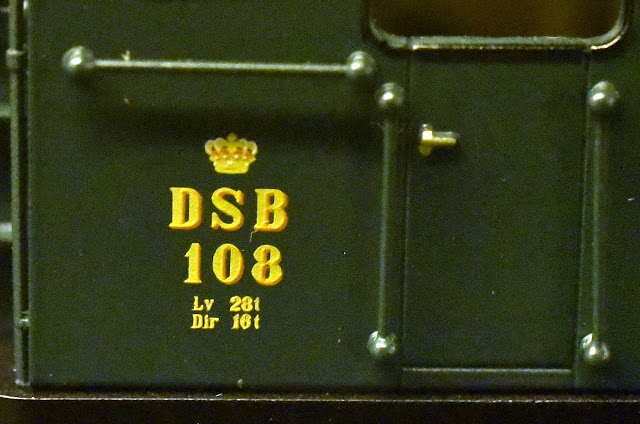 DSB
108
Lv 28t
Dir 16t